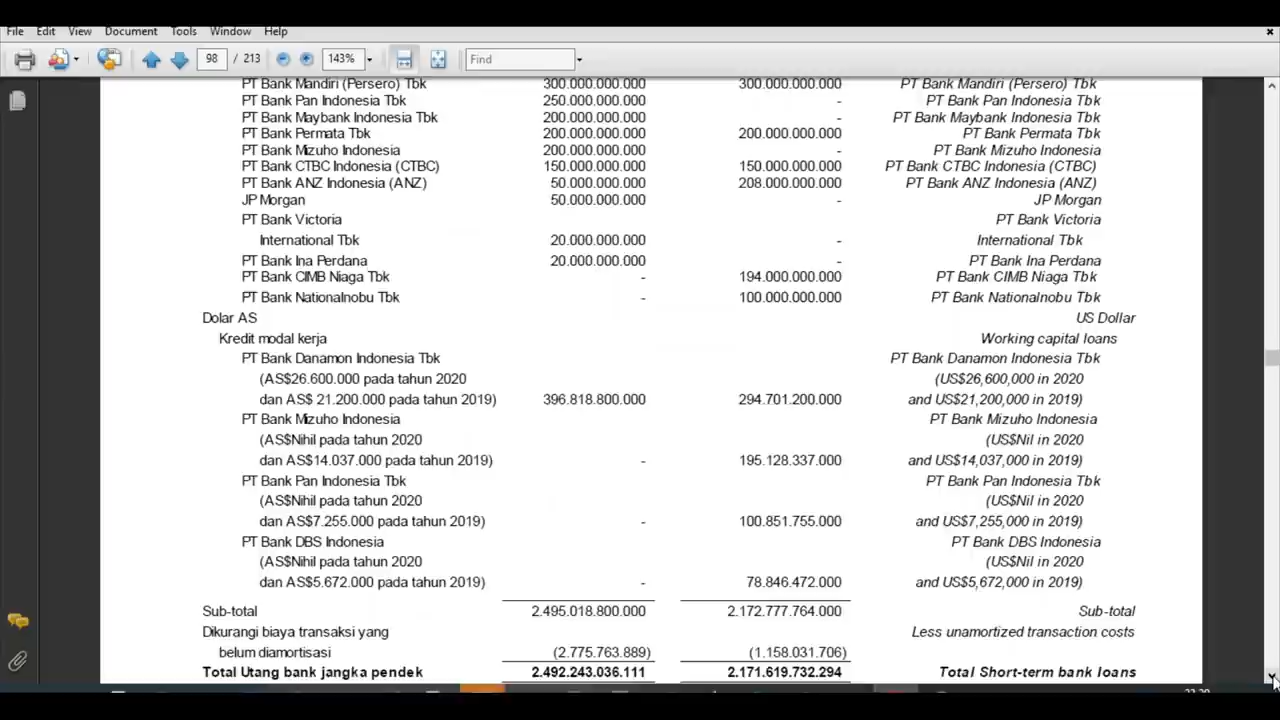 File Edit View Document Tools Window Help
98 / 213 143% Find
PT Bank Mandiri (Persero) Tbk 300.000.000.000 300.000.000.000 PT Bank Mandiri (Persero) Tbk
PT Bank Pan Indonesia Tbk 250.000.000.000 - PT Bank Pan Indonesia Tbk
PT Bank Maybank Indonesia Tbk 200.000.000.000 - PT Bank Maybank Indonesia Tbk
PT Bank Permata Tbk 200.000.000.000 200.000.000.000 PT Bank Permata Tbk
PT Bank Mizuho Indonesia 200.000.000.000 - PT Bank Mizuho Indonesia
PT Bank CTBC Indonesia (CTBC) 150.000.000.000 150.000.000.000 PT Bank CTBC Indonesia (CTBC)
PT Bank ANZ Indonesia (ANZ) 50.000.000.000 208.000.000.000 PT Bank ANZ Indonesia (ANZ)
JP Morgan 50.000.000.000 - JP Morgan
PT Bank Victoria PT Bank Victoria
International Tbk 20.000.000.000 - International Tbk
PT Bank Ina Perdana 20.000.000.000 - PT Bank Ina Perdana
PT Bank CIMB Niaga Tbk - 194.000.000.000 PT Bank CIMB Niaga Tbk
PT Bank Nationalnobu Tbk - 100.000.000.000 PT Bank Nationalnobu Tbk
Dolar AS US Dollar
Kredit modal kerja Working capital loans
PT Bank Danamon Indonesia Tbk PT Bank Danamon Indonesia Tbk
(AS$26.600.000 pada tahun 2020 (US$26,600,000 in 2020
dan AS$ 21.200.000 pada tahun 2019) 396.818.800.000 294.701.200.000 and US$21,200,000 in 2019)
PT Bank Mizuho Indonesia PT Bank Mizuho Indonesia
(AS$Nihil pada tahun 2020 (US$Nil in 2020
dan AS$14.037.000 pada tahun 2019) - 195.128.337.000 and US$14,037,000 in 2019)
PT Bank Pan Indonesia Tbk PT Bank Pan Indonesia Tbk
(AS$Nihil pada tahun 2020 (US$Nil in 2020
dan AS$7.255.000 pada tahun 2019) - 100.851.755.000 and US$7,255,000 in 2019)
PT Bank DBS Indonesia PT Bank DBS Indonesia
(AS$Nihil pada tahun 2020 (US$Nil in 2020
dan AS$5.672.000 pada tahun 2019) - 78.846.472.000 and US$5,672,000 in 2019)
Sub-total 2.495.018.800.000 2.172.777.764.000 Sub-total
Dikurangi biaya transaksi yang Less unamortized transaction costs
belum diamortisasi (2.775.763.889) (1.158.031.706)
Total Utang bank jangka pendek 2.492.243.036.111 2.171.619.732.294 Total Short-term bank loans